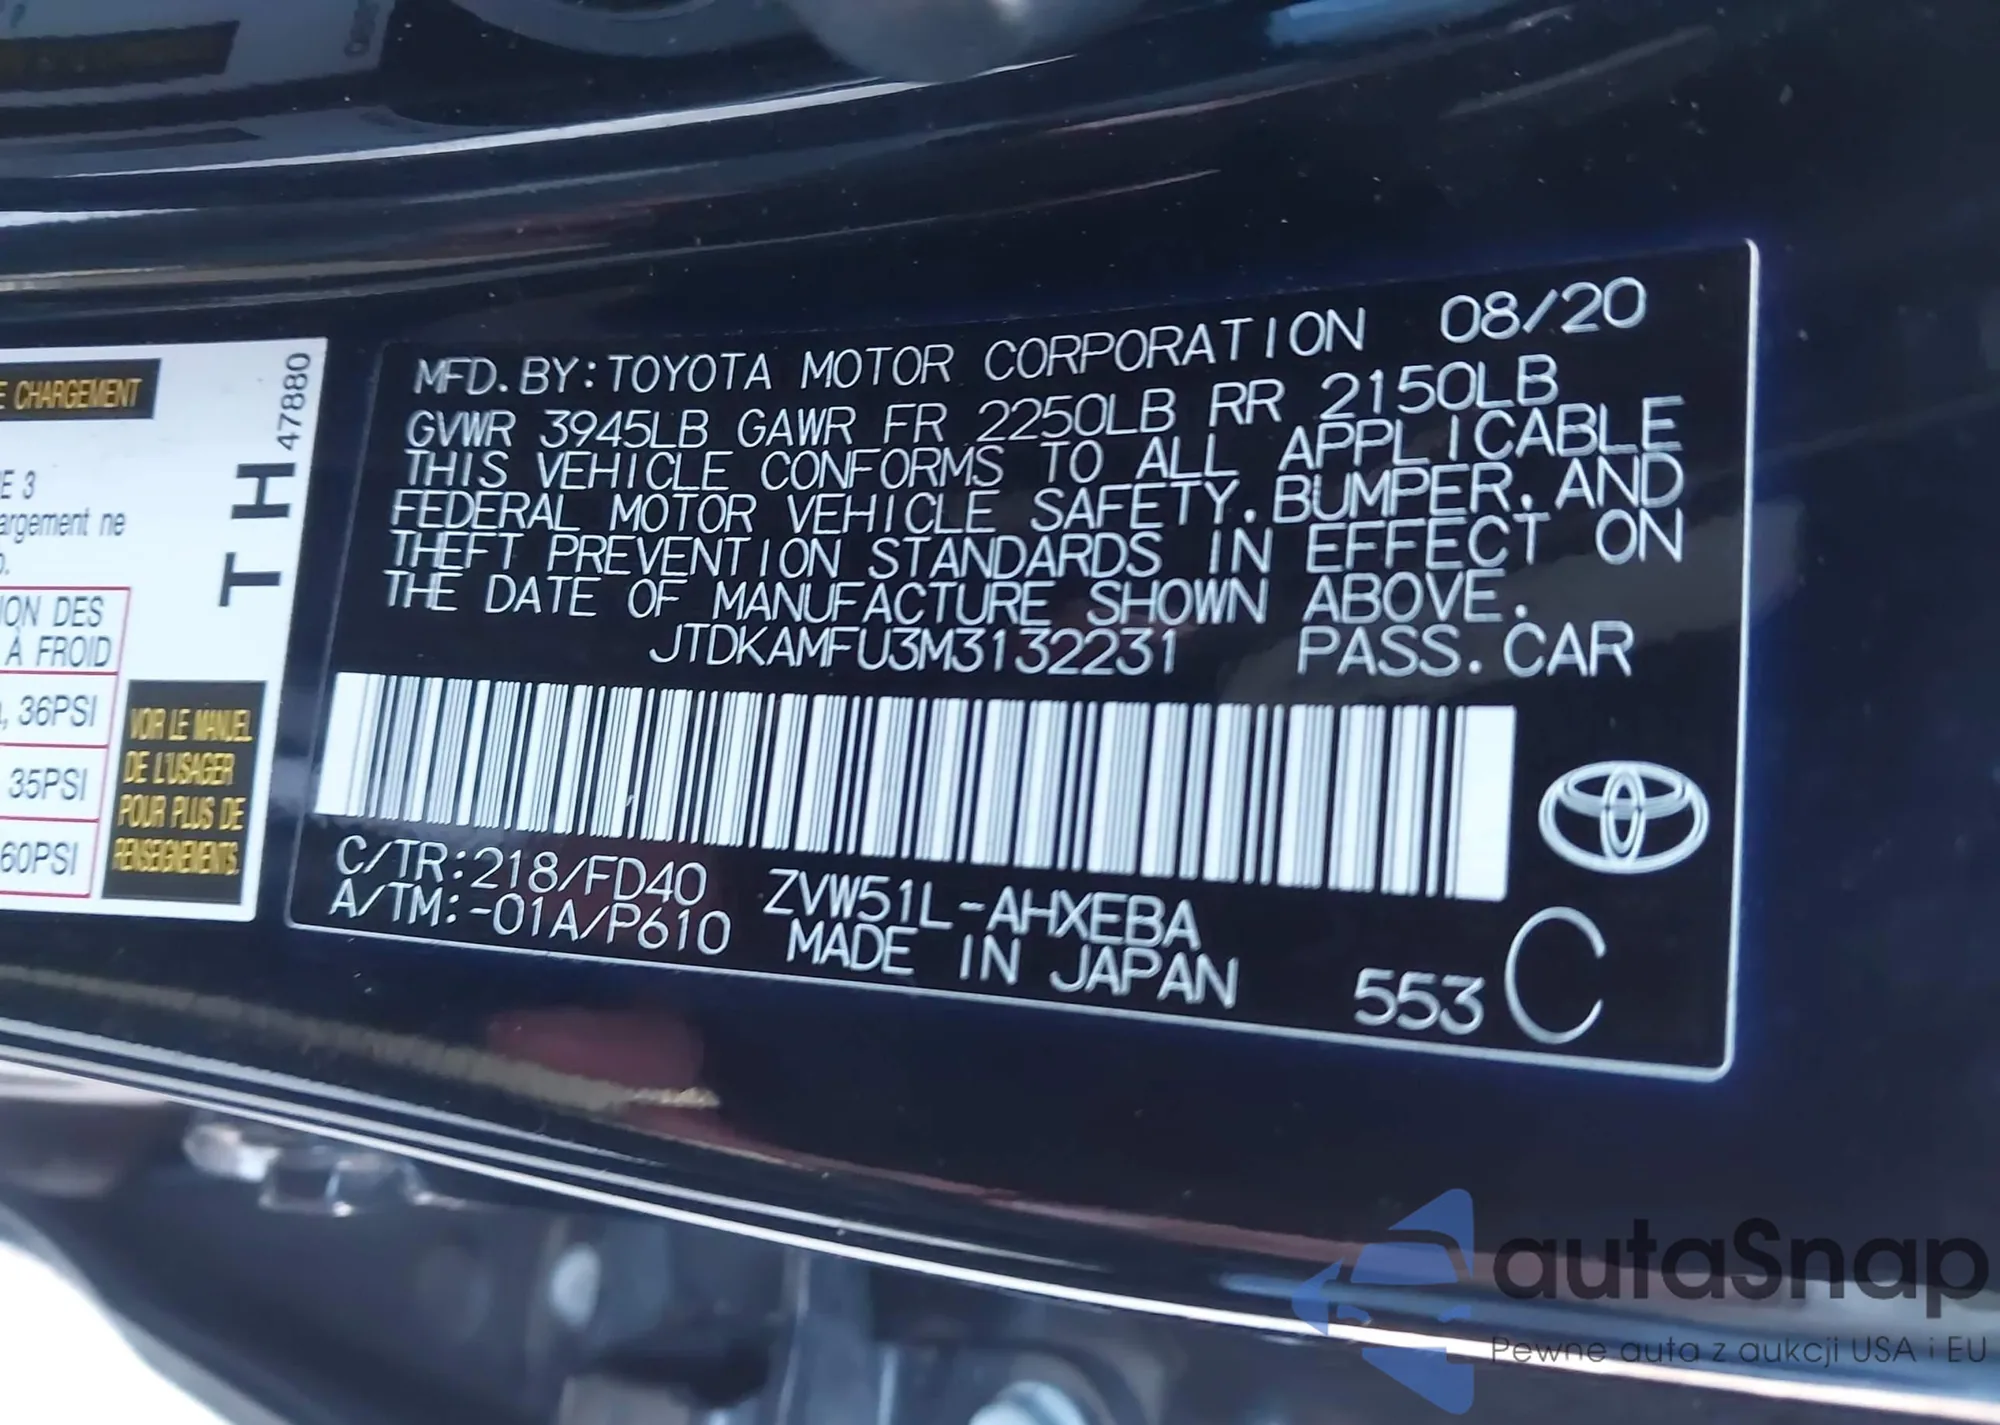 E CHARGEMENT
E 3
argement ne
ION DES
À FROID
, 36PSI
35PSI
60PSI
VOIR LE MANUEL
DE L'USAGER
POUR PLUS DE
RENSEIGNEMENTS.
TH 47880
MFD. BY: TOYOTA MOTOR CORPORATION 08/20
GVWR 3945LB GAWR FR 2250LB RR 2150LB
THIS VEHICLE CONFORMS TO ALL APPLICABLE
FEDERAL MOTOR VEHICLE SAFETY, BUMPER, AND
THEFT PREVENTION STANDARDS IN EFFECT ON
THE DATE OF MANUFACTURE SHOWN ABOVE.
JTDKAMFU3M3132231 PASS. CAR
C/TR:218/FD40 ZVW51L-AHXEBA
A/TM:-01A/P610 MADE IN JAPAN 553 C
autaSnap
Pewne auta z aukcji USA i EU